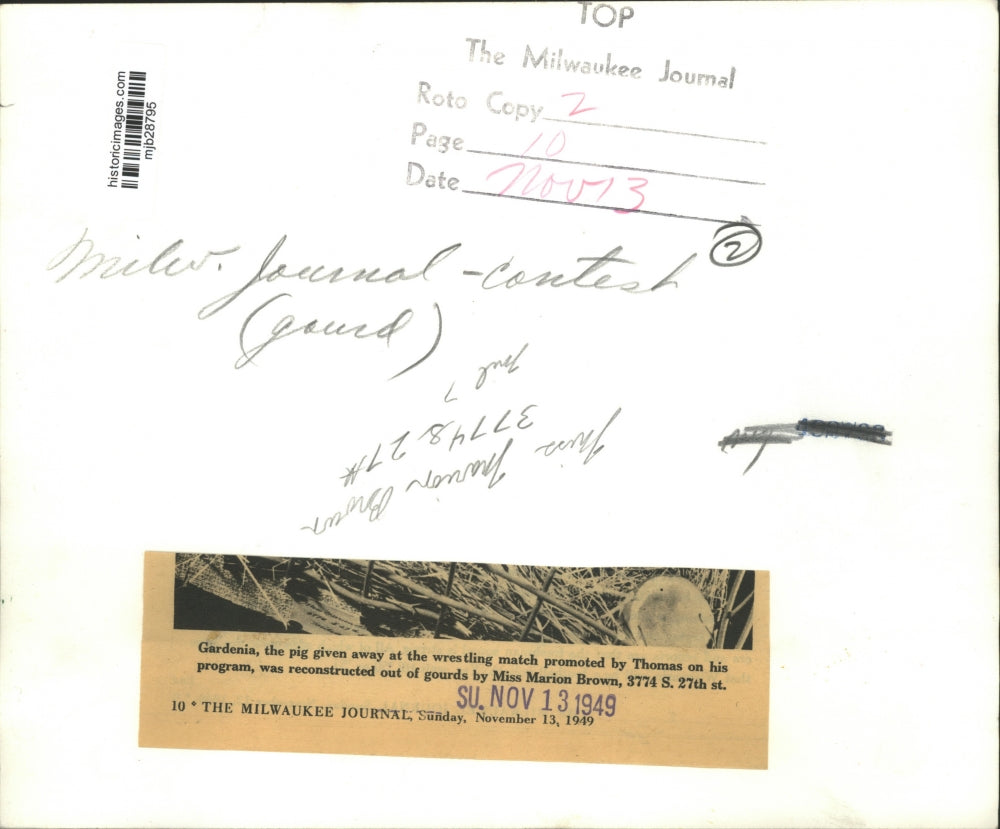 TOP
The Milwaukee Journal
Roto Copy 2
Page 10
Date Nov 13
historicimages.com
mjb28795
2
Milw. Journal - contest
(gourd)
Miss Marion Brown
3774 S. 27th
Mil 7
Gardenia, the pig given away at the wrestling match promoted by Thomas on his
program, was reconstructed out of gourds by Miss Marion Brown, 3774 S. 27th st.
SU. NOV 13 1949
10 * THE MILWAUKEE JOURNAL, Sunday, November 13, 1949